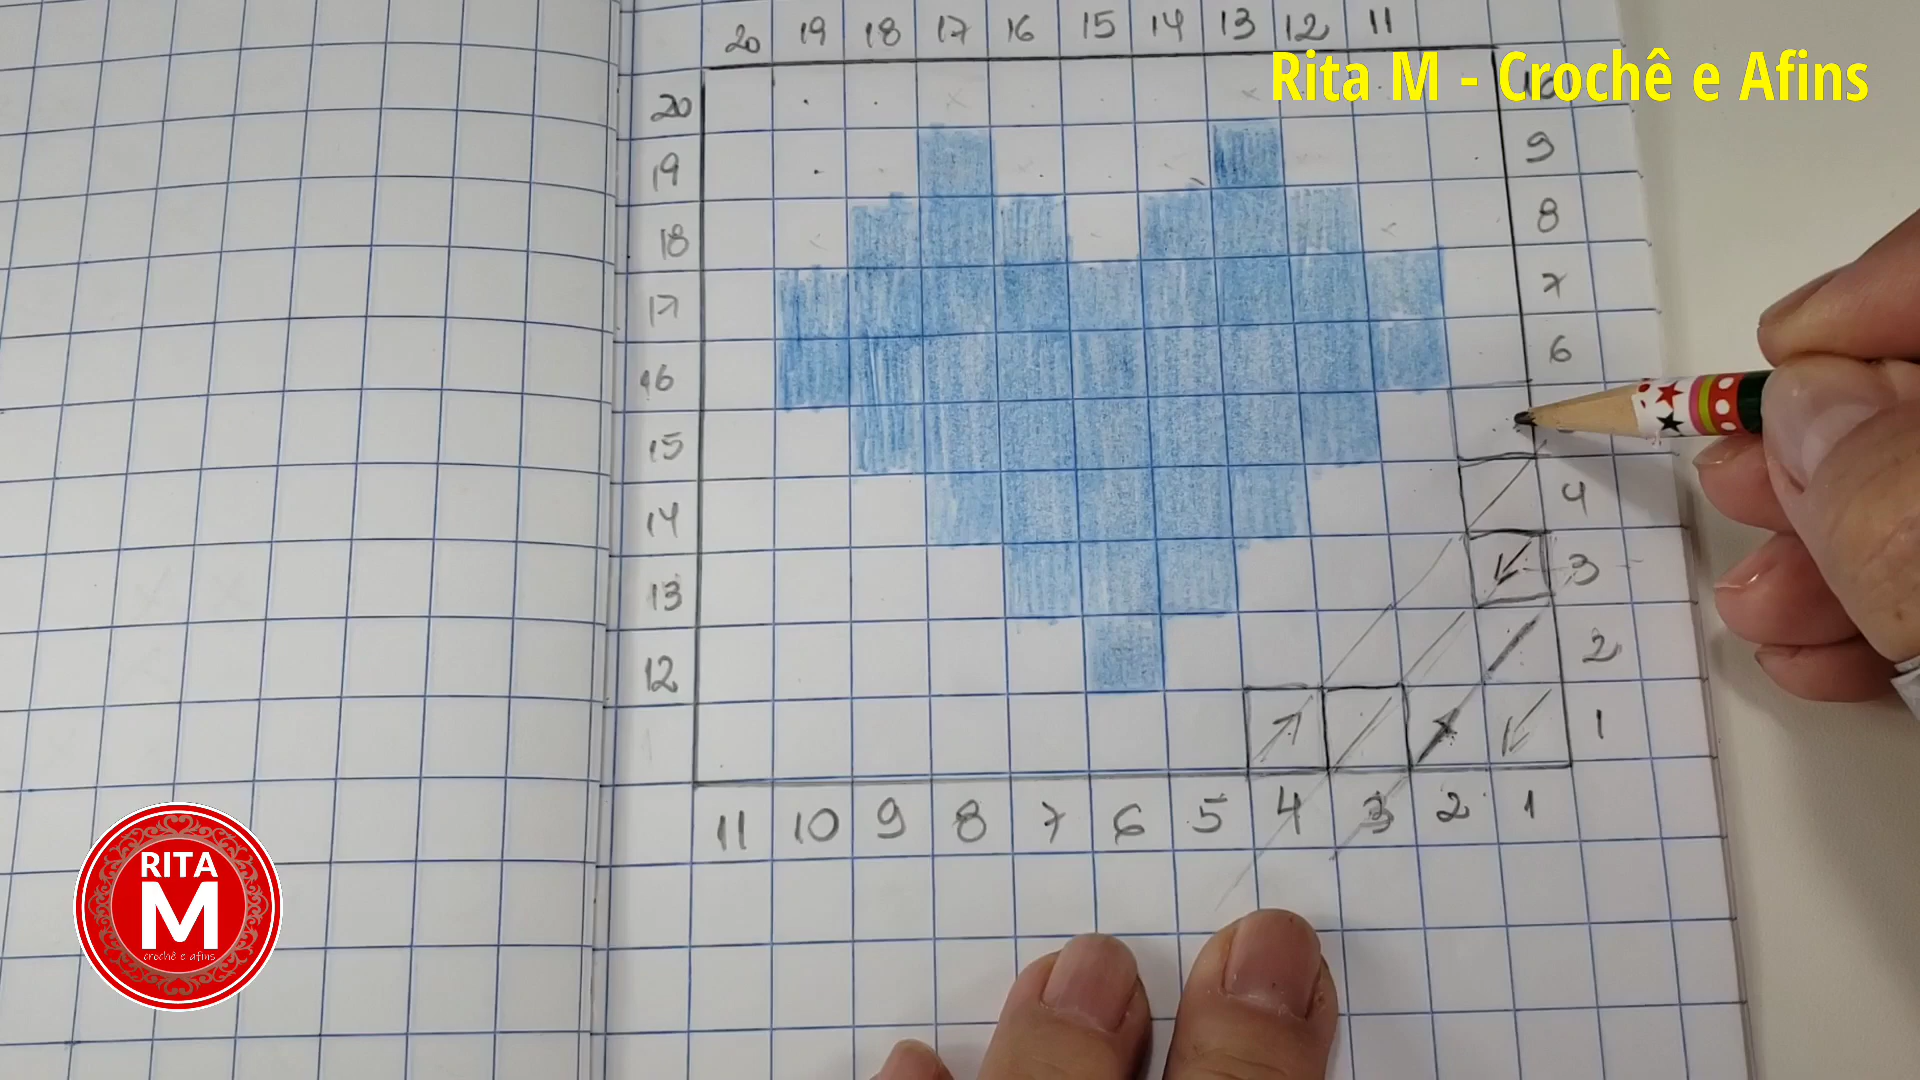 20 19 18 17 16 15 14 13 12 11
Rita M - Crochê e Afins
20 10
19 9
18 8
17 7
16 6
15
14 4
13 3
12 2
1 1
11 10 9 8 7 6 5 4 3 2 1
RITA
M
crochê e afins